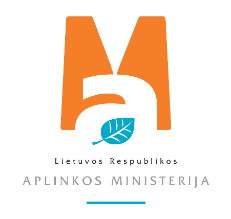 Lietuvos Respublikos
APLINKOS MINISTERIJA